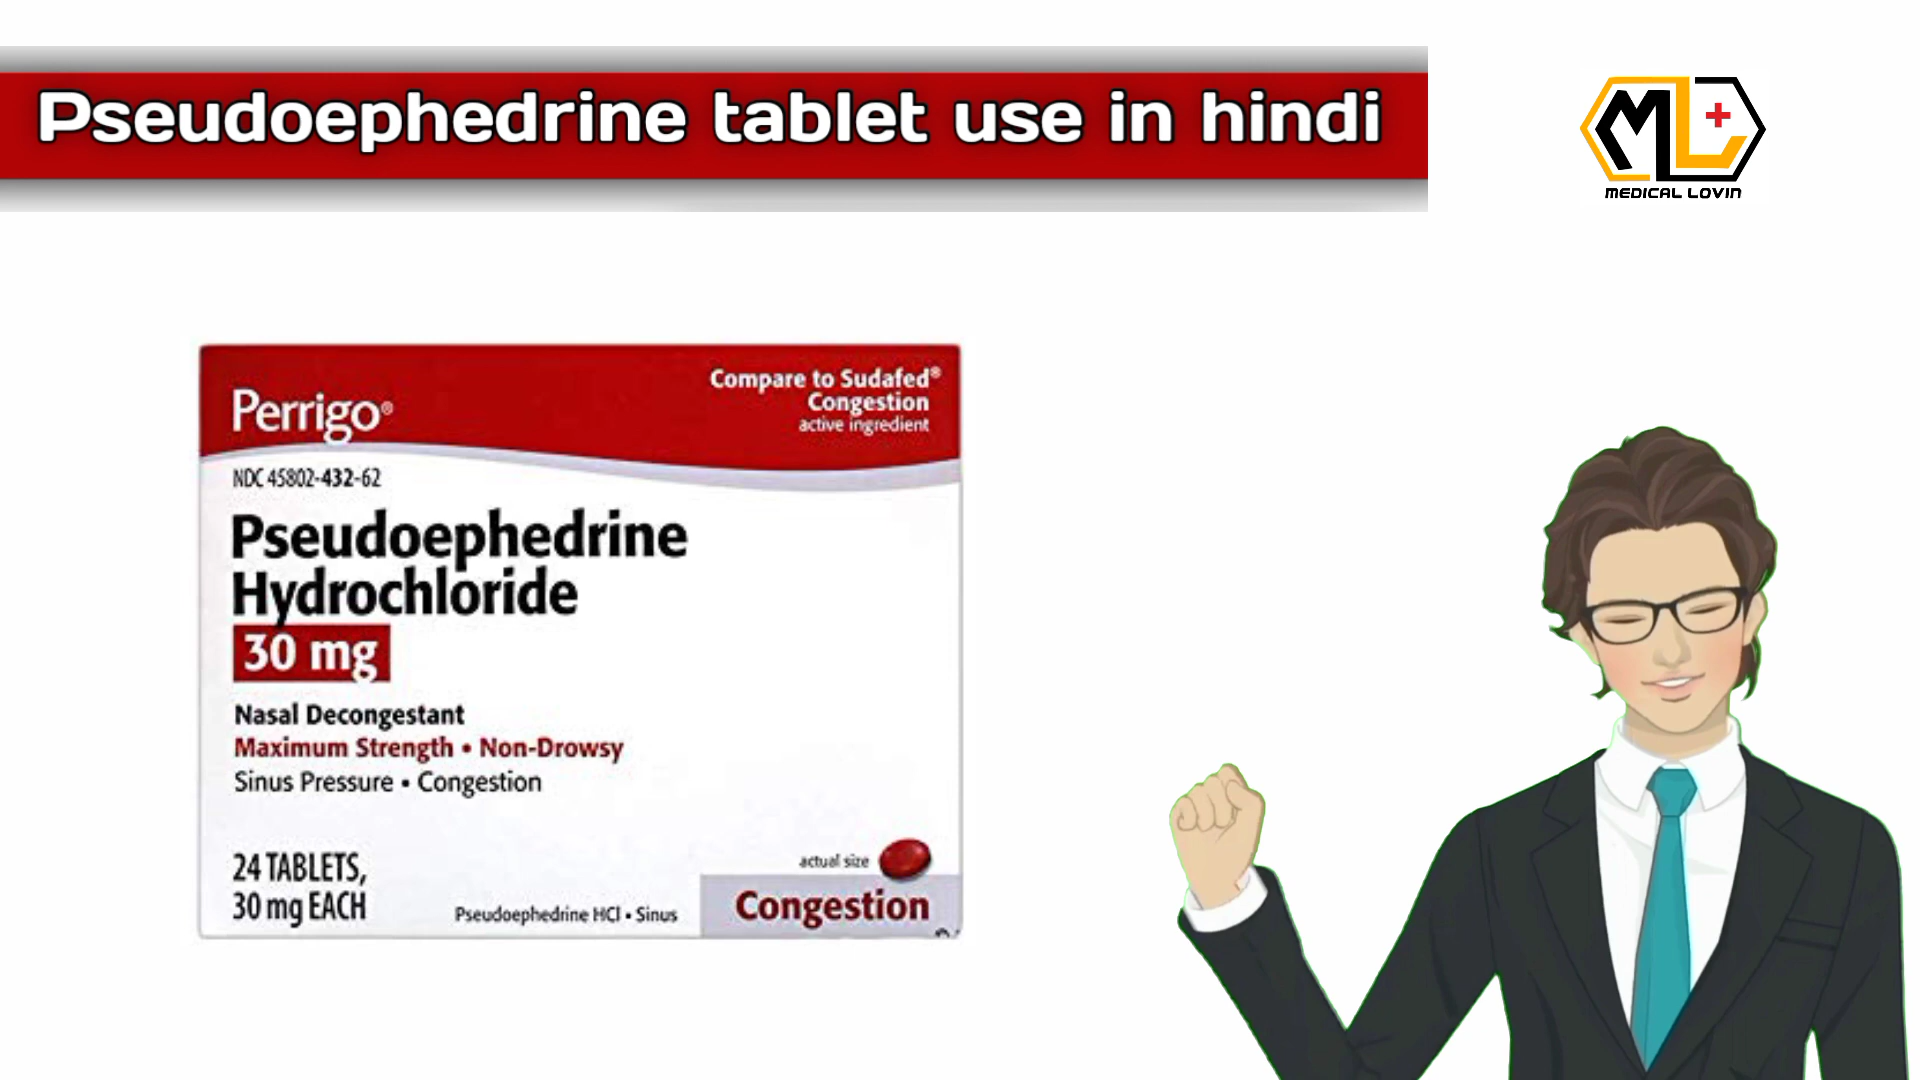 Pseudoephedrine tablet use in hindi
ML+
MEDICAL LOVIN
Perrigo®
Compare to Sudafed®
Congestion
active ingredient
NDC 45802-432-62
Pseudoephedrine
Hydrochloride
30 mg
Nasal Decongestant
Maximum Strength • Non-Drowsy
Sinus Pressure • Congestion
24 TABLETS,
30 mg EACH
Pseudoephedrine HCl • Sinus
actual size
Congestion